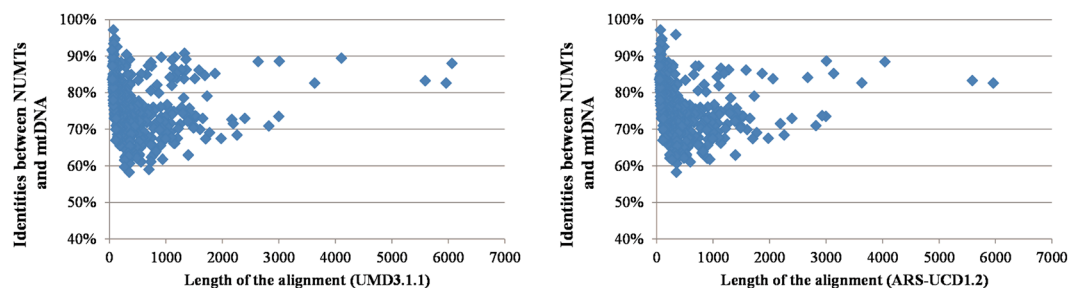 Identities between NUMTs
and mtDNA
100%
90%
80%
70%
60%
50%
40%
0 1000 2000 3000 4000 5000 6000 7000
Length of the alignment (UMD3.1.1)
Identities between NUMTs
and mtDNA
100%
90%
80%
70%
60%
50%
40%
0 1000 2000 3000 4000 5000 6000 7000
Length of the alignment (ARS-UCD1.2)